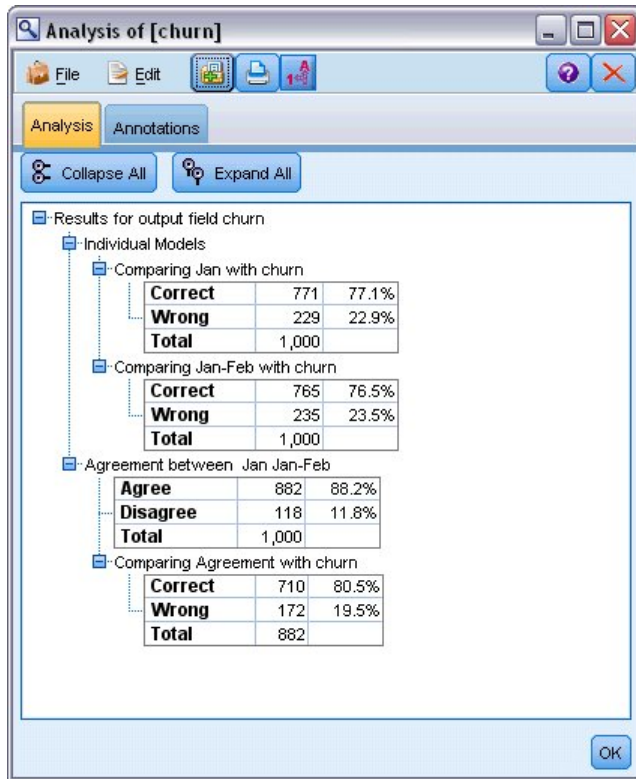 Analysis of [churn]
File Edit
Analysis Annotations
Collapse All Expand All
Results for output field churn
Individual Models
Comparing Jan with churn
Correct 771 77.1%
Wrong 229 22.9%
Total 1,000
Comparing Jan-Feb with churn
Correct 765 76.5%
Wrong 235 23.5%
Total 1,000
Agreement between Jan Jan-Feb
Agree 882 88.2%
Disagree 118 11.8%
Total 1,000
Comparing Agreement with churn
Correct 710 80.5%
Wrong 172 19.5%
Total 882
OK